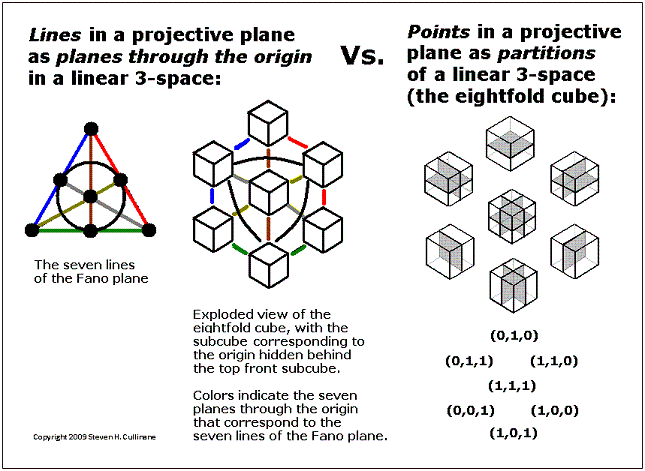 Lines in a projective plane
as planes through the origin
in a linear 3-space:
Vs.
Points in a projective
plane as partitions
of a linear 3-space
(the eightfold cube):
The seven lines
of the Fano plane
Exploded view of the
eightfold cube, with the
subcube corresponding to
the origin hidden behind
the top front subcube.
Colors indicate the seven
planes through the origin
that correspond to the
seven lines of the Fano plane.
(0,1,0)
(0,1,1) (1,1,0)
(1,1,1)
(0,0,1) (1,0,0)
(1,0,1)
Copyright 2009 Steven H. Cullinane